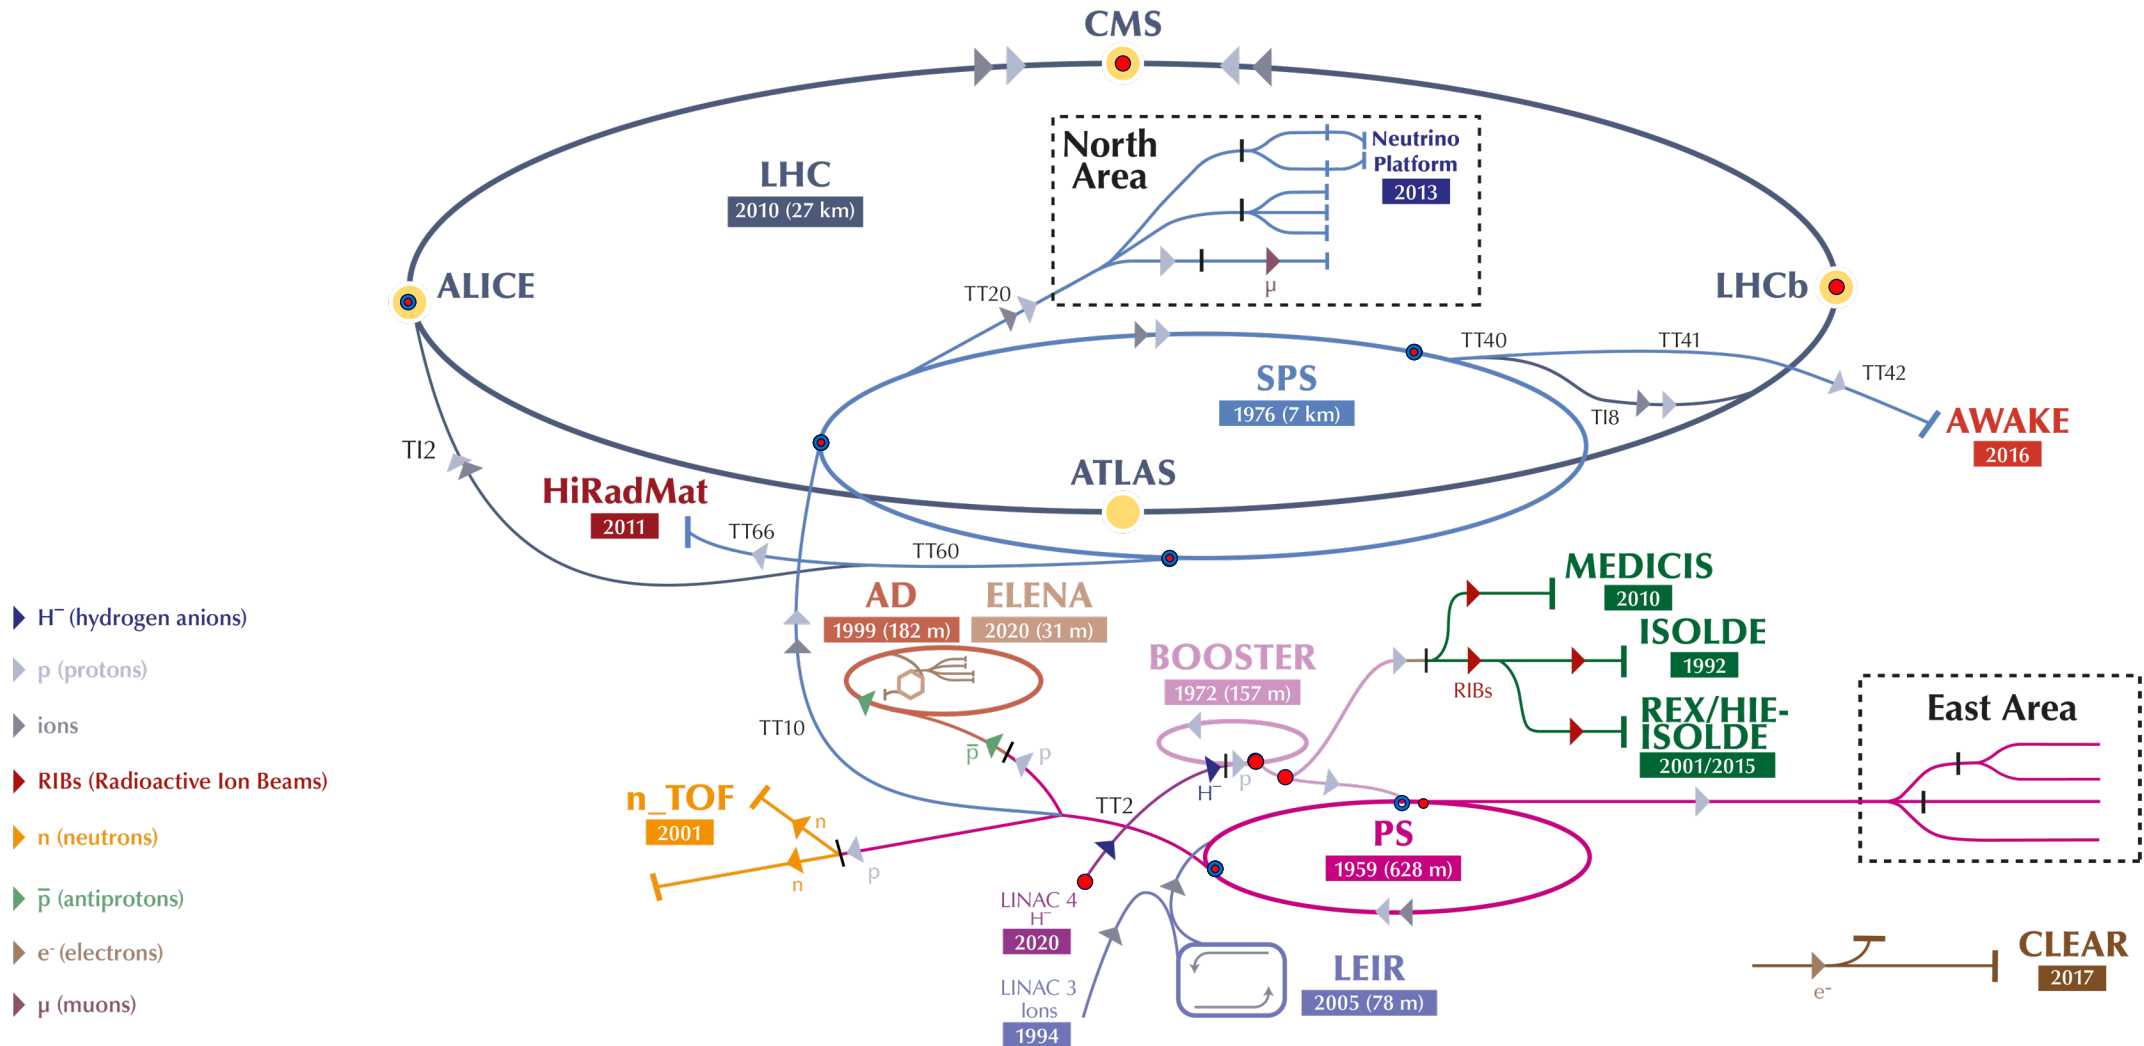 CMS
North
Area
Neutrino
Platform
2013
μ
LHC
2010 (27 km)
ALICE
LHCb
TT20
TT40
TT41
TT42
TI8
SPS
1976 (7 km)
AWAKE
2016
TI2
ATLAS
HiRadMat
2011
TT66
TT60
MEDICIS
2010
AD
1999 (182 m)
ELENA
2020 (31 m)
ISOLDE
1992
BOOSTER
1972 (157 m)
RIBs
REX/HIE-
ISOLDE
2001/2015
East Area
TT10
p̅
p
H⁻
p
TT2
n_TOF
2001
n
n
p
PS
1959 (628 m)
LINAC 4
H⁻
2020
LINAC 3
Ions
1994
LEIR
2005 (78 m)
CLEAR
2017
e-
H⁻ (hydrogen anions)
p (protons)
ions
RIBs (Radioactive Ion Beams)
n (neutrons)
p̅ (antiprotons)
e- (electrons)
μ (muons)